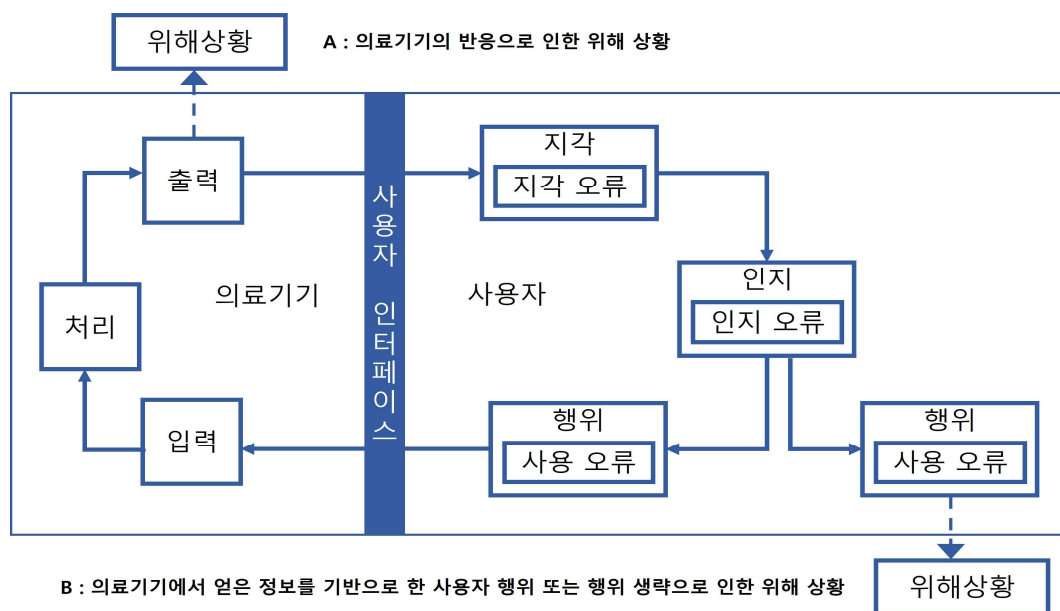 위해상황
A : 의료기기의 반응으로 인한 위해 상황
출력
지각
지각 오류
사용자 인터페이스
의료기기
사용자
인지
인지 오류
처리
입력
행위
사용 오류
행위
사용 오류
B : 의료기기에서 얻은 정보를 기반으로 한 사용자 행위 또는 행위 생략으로 인한 위해 상황
위해상황